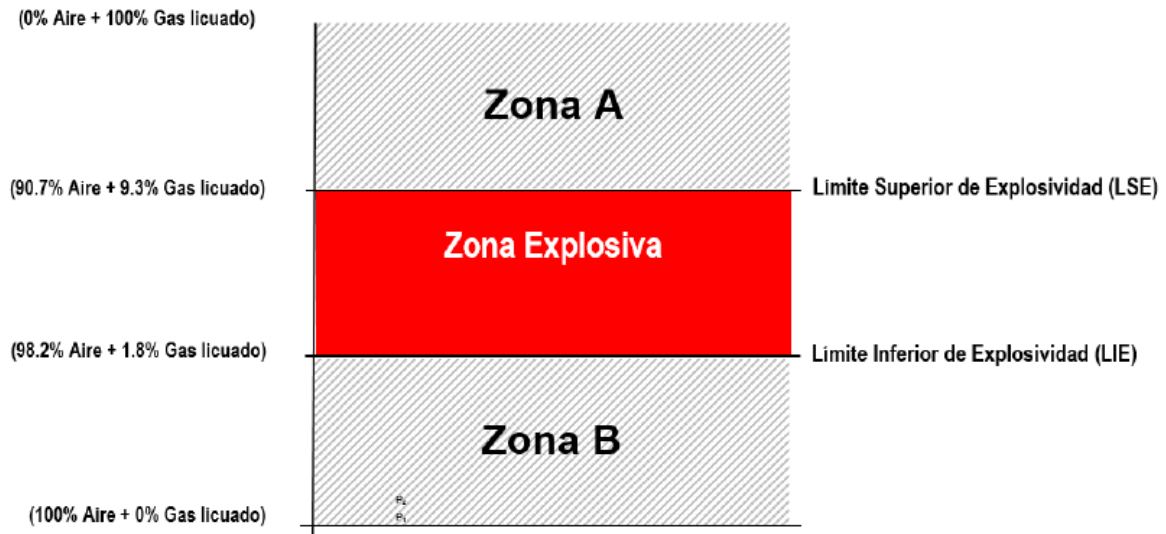 (0% Aire + 100% Gas licuado)
Zona A
(90.7% Aire + 9.3% Gas licuado)
Límite Superior de Explosividad (LSE)
Zona Explosiva
(98.2% Aire + 1.8% Gas licuado)
Límite Inferior de Explosividad (LIE)
Zona B
P₁
(100% Aire + 0% Gas licuado)